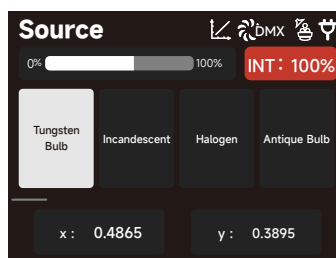 Source
DMX
0%
100%
INT: 100%
Tungsten
Bulb
Incandescent
Halogen
Antique Bulb
x : 0.4865
y : 0.3895